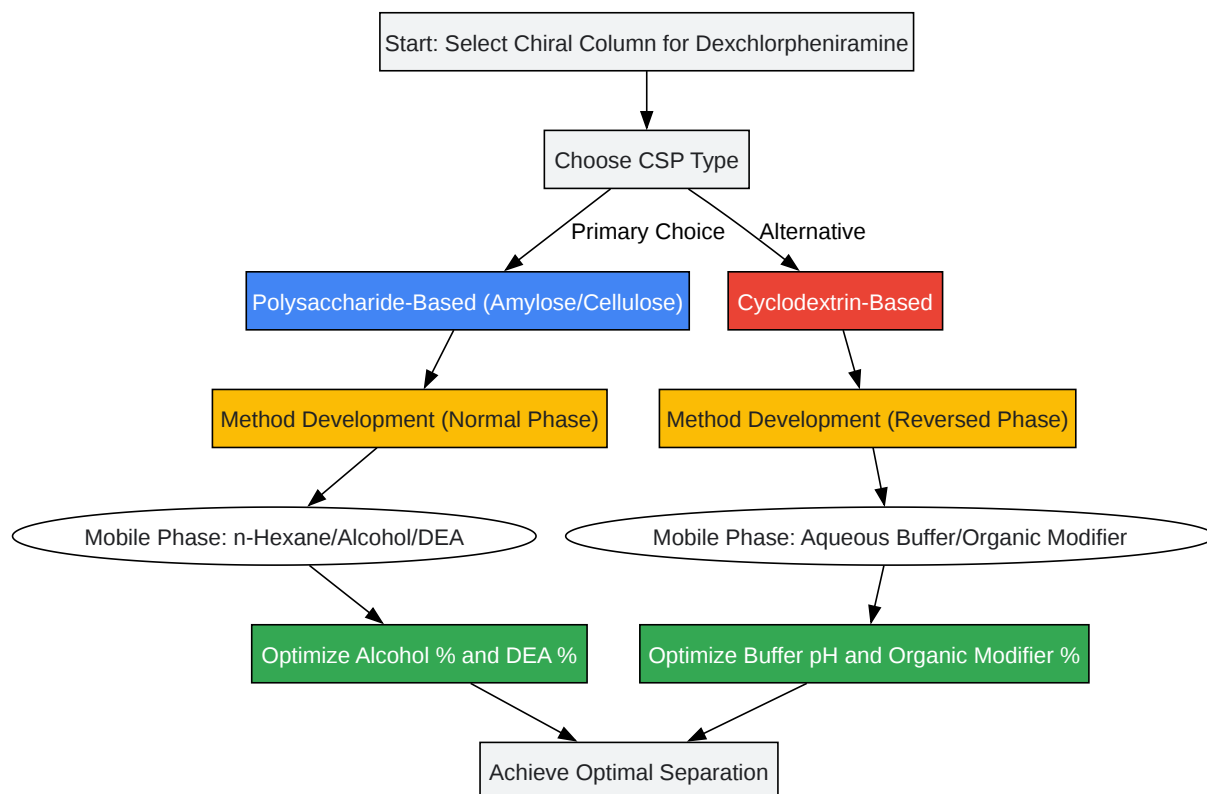 Start: Select Chiral Column for Dexchlorpheniramine
Choose CSP Type
Primary Choice
Alternative
Polysaccharide-Based (Amylose/Cellulose)
Cyclodextrin-Based
Method Development (Normal Phase)
Method Development (Reversed Phase)
Mobile Phase: n-Hexane/Alcohol/DEA
Mobile Phase: Aqueous Buffer/Organic Modifier
Optimize Alcohol % and DEA %
Optimize Buffer pH and Organic Modifier %
Achieve Optimal Separation